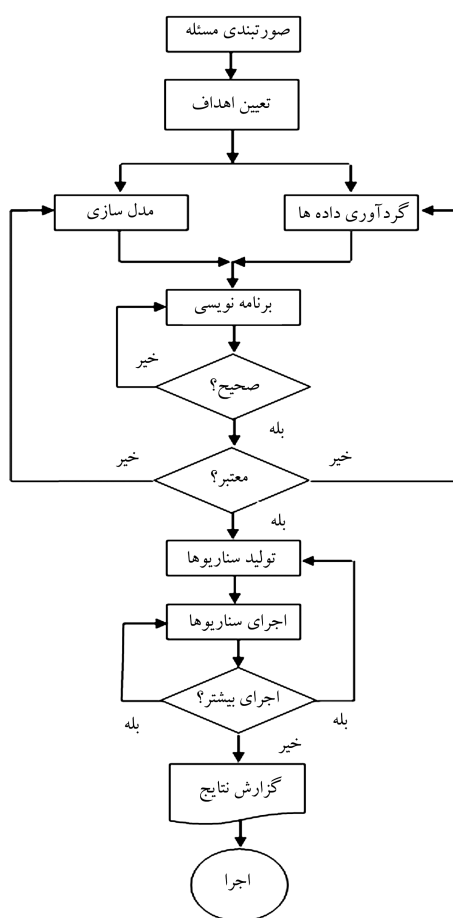 صورتبندی مسئله
تعیین اهداف
گردآوری داده ها
مدل سازی
برنامه نویسی
خیر
صحیح؟
بله
خیر
معتبر؟
خیر
بله
تولید سناریوها
اجرای سناریوها
اجرای بیشتر؟
بله
بله
خیر
گزارش نتایج
اجرا